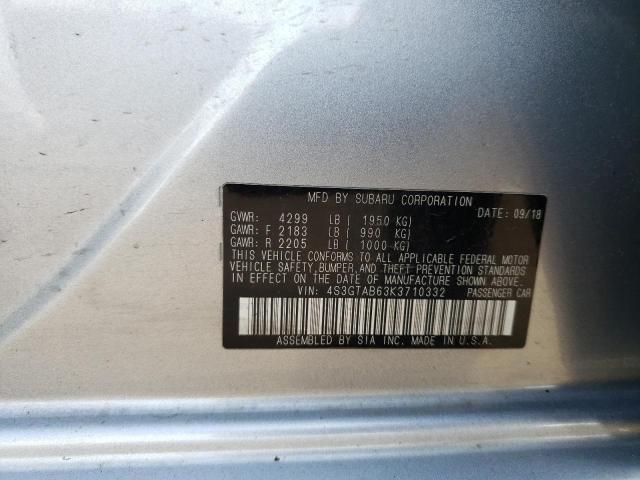 MFD BY SUBARU CORPORATION
DATE: 09/18
GVWR: 4299 LB ( 1950 KG)
GAWR: F 2183 LB ( 990 KG)
GAWR: R 2205 LB ( 1000 KG)
THIS VEHICLE CONFORMS TO ALL APPLICABLE FEDERAL MOTOR
VEHICLE SAFETY,BUMPER,AND THEFT PREVENTION STANDARDS
IN EFFECT ON THE DATE OF MANUFACTURE SHOWN ABOVE.
VIN: 4S3GTAB63K3710332 PASSENGER CAR
ASSEMBLED BY SIA INC. MADE IN U.S.A.